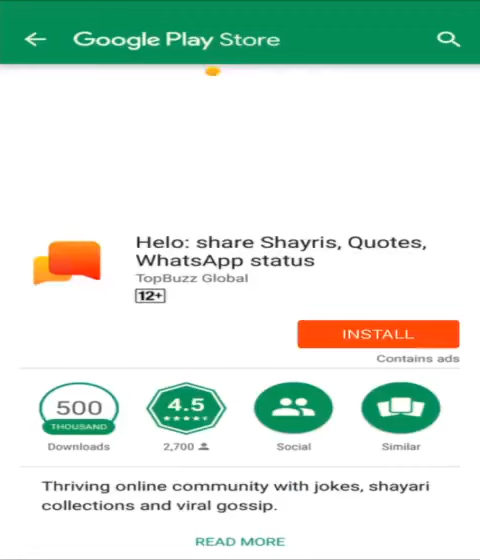 Google Play Store
Helo: share Shayris, Quotes,
WhatsApp status
TopBuzz Global
12+
INSTALL
Contains ads
500
THOUSAND
Downloads
4.5
2,700
Social
Similar
Thriving online community with jokes, shayari
collections and viral gossip.
READ MORE